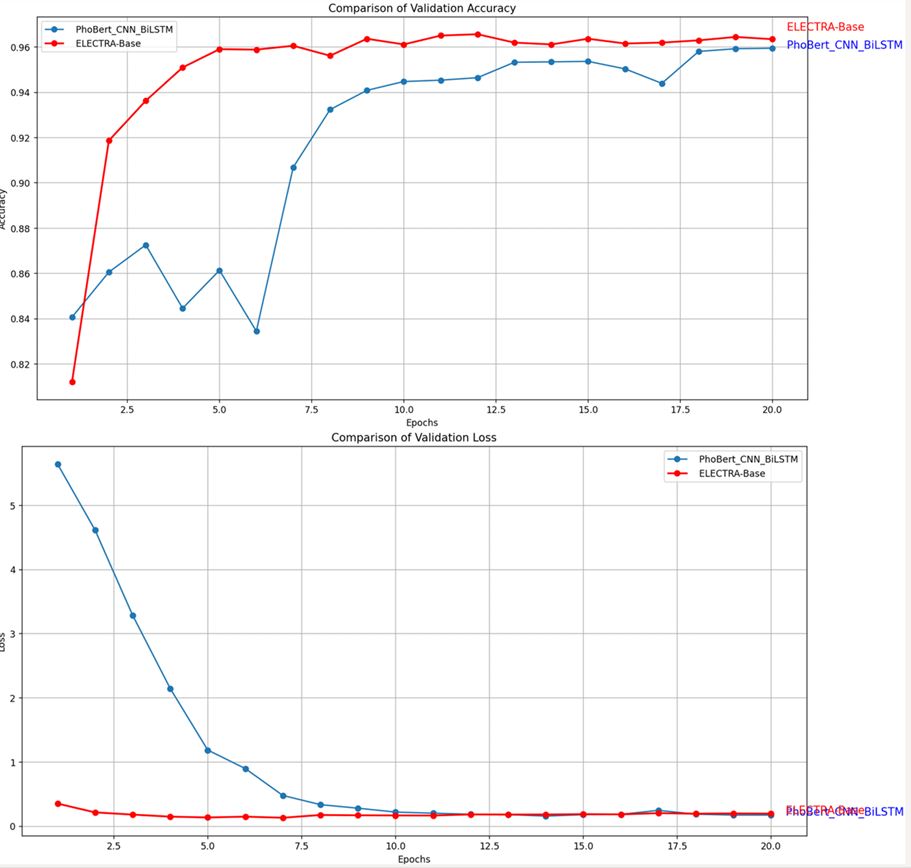 Comparison of Validation Accuracy
PhoBert_CNN_BiLSTM
ELECTRA-Base
ELECTRA-Base
PhoBert_CNN_BiLSTM
0.96
0.94
0.92
0.90
0.88
0.86
0.84
0.82
Accuracy
2.5 5.0 7.5 10.0 12.5 15.0 17.5 20.0
Epochs
Comparison of Validation Loss
PhoBert_CNN_BiLSTM
ELECTRA-Base
5
4
3
2
1
0
Loss
ELECTRA-Base
PhoBert_CNN_BiLSTM
2.5 5.0 7.5 10.0 12.5 15.0 17.5 20.0
Epochs